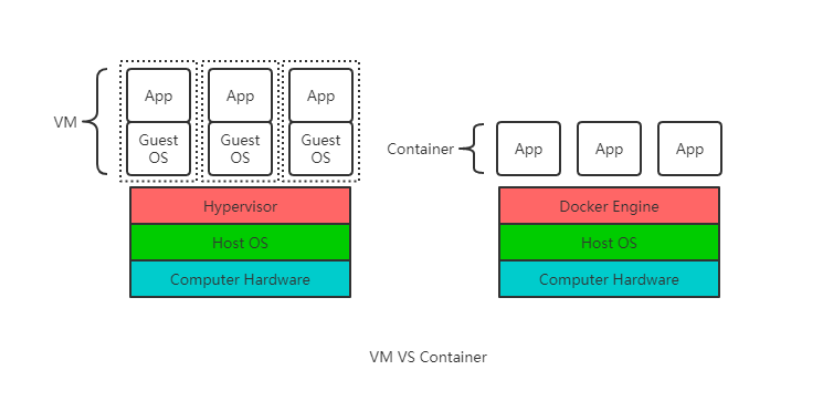 VM
App
App
App
Guest
OS
Guest
OS
Guest
OS
Hypervisor
Host OS
Computer Hardware
Container
App
App
App
Docker Engine
Host OS
Computer Hardware
VM VS Container